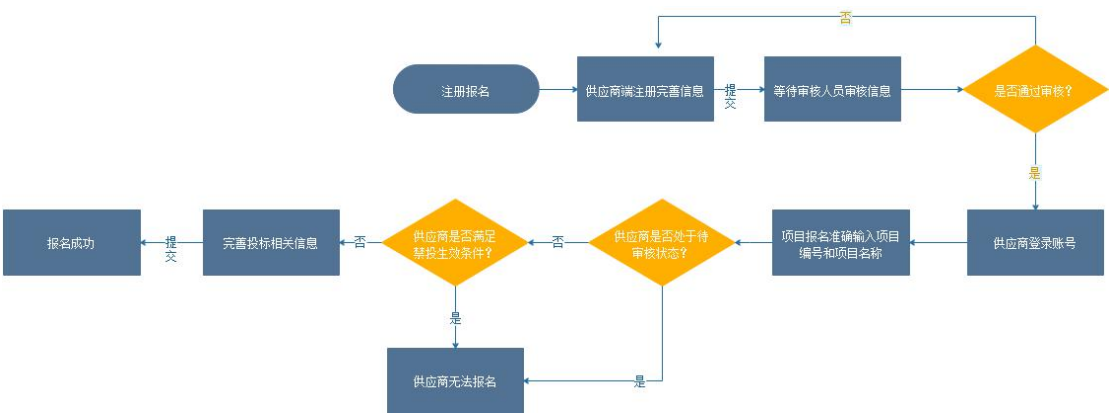 否
注册报名
供应商端注册完善信息
提
交
等待审核人员审核信息
是否通过审核?
是
报名成功
提
交
完善投标相关信息
否
供应商是否满足
禁投生效条件?
否
供应商是否处于待
审核状态?
项目报名准确输入项目
编号和项目名称
供应商登录账号
是
供应商无法报名
是